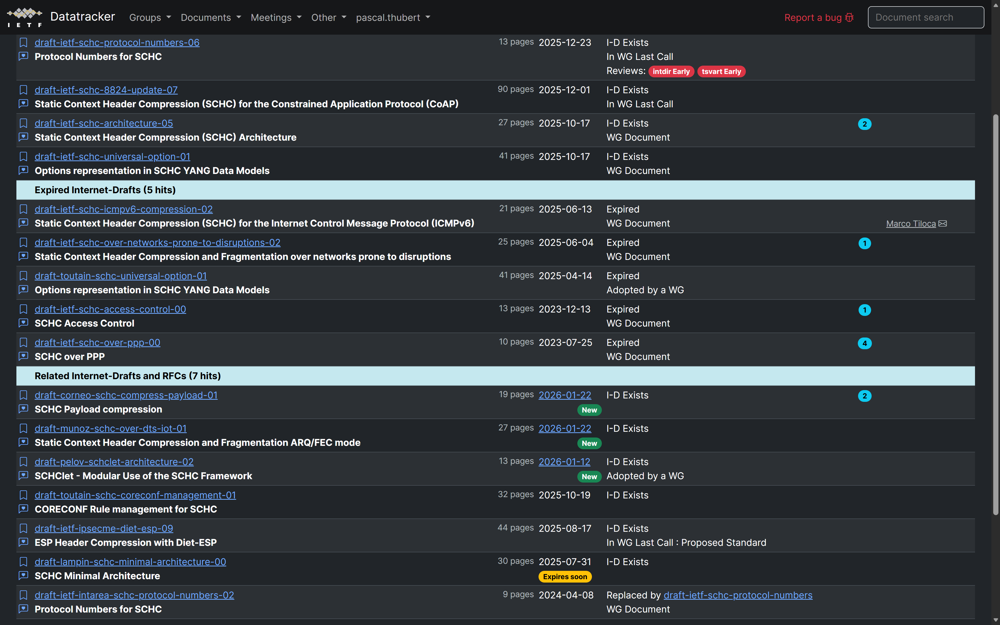 IETF Datatracker Groups Documents Meetings Other pascal.thubert Report a bug Document search
draft-ietf-schc-protocol-numbers-06 13 pages 2025-12-23 I-D Exists
Protocol Numbers for SCHC In WG Last Call
Reviews: intdir Early tsvart Early
draft-ietf-schc-8824-update-07 90 pages 2025-12-01 I-D Exists
Static Context Header Compression (SCHC) for the Constrained Application Protocol (CoAP) In WG Last Call
draft-ietf-schc-architecture-05 27 pages 2025-10-17 I-D Exists 2
Static Context Header Compression (SCHC) Architecture WG Document
draft-ietf-schc-universal-option-01 41 pages 2025-10-17 I-D Exists
Options representation in SCHC YANG Data Models WG Document
Expired Internet-Drafts (5 hits)
draft-ietf-schc-icmpv6-compression-02 21 pages 2025-06-13 Expired
Static Context Header Compression (SCHC) for the Internet Control Message Protocol (ICMPv6) WG Document Marco Tiloca
draft-ietf-schc-over-networks-prone-to-disruptions-02 25 pages 2025-06-04 Expired 1
Static Context Header Compression and Fragmentation over networks prone to disruptions WG Document
draft-toutain-schc-universal-option-01 41 pages 2025-04-14 Expired
Options representation in SCHC YANG Data Models Adopted by a WG
draft-ietf-schc-access-control-00 13 pages 2023-12-13 Expired 1
SCHC Access Control WG Document
draft-ietf-schc-over-ppp-00 10 pages 2023-07-25 Expired 4
SCHC over PPP WG Document
Related Internet-Drafts and RFCs (7 hits)
draft-corneo-schc-compress-payload-01 19 pages 2026-01-22 I-D Exists 2
SCHC Payload compression New
draft-munoz-schc-over-dts-iot-01 27 pages 2026-01-22 I-D Exists
Static Context Header Compression and Fragmentation ARQ/FEC mode New
draft-pelov-schclet-architecture-02 13 pages 2026-01-12 I-D Exists
SCHClet - Modular Use of the SCHC Framework New Adopted by a WG
draft-toutain-schc-coreconf-management-01 32 pages 2025-10-19 I-D Exists
CORECONF Rule management for SCHC
draft-ietf-ipsecme-diet-esp-09 44 pages 2025-08-17 I-D Exists
ESP Header Compression with Diet-ESP In WG Last Call : Proposed Standard
draft-lampin-schc-minimal-architecture-00 30 pages 2025-07-31 I-D Exists
SCHC Minimal Architecture Expires soon
draft-ietf-intarea-schc-protocol-numbers-02 9 pages 2024-04-08 Replaced by draft-ietf-schc-protocol-numbers
Protocol Numbers for SCHC WG Document